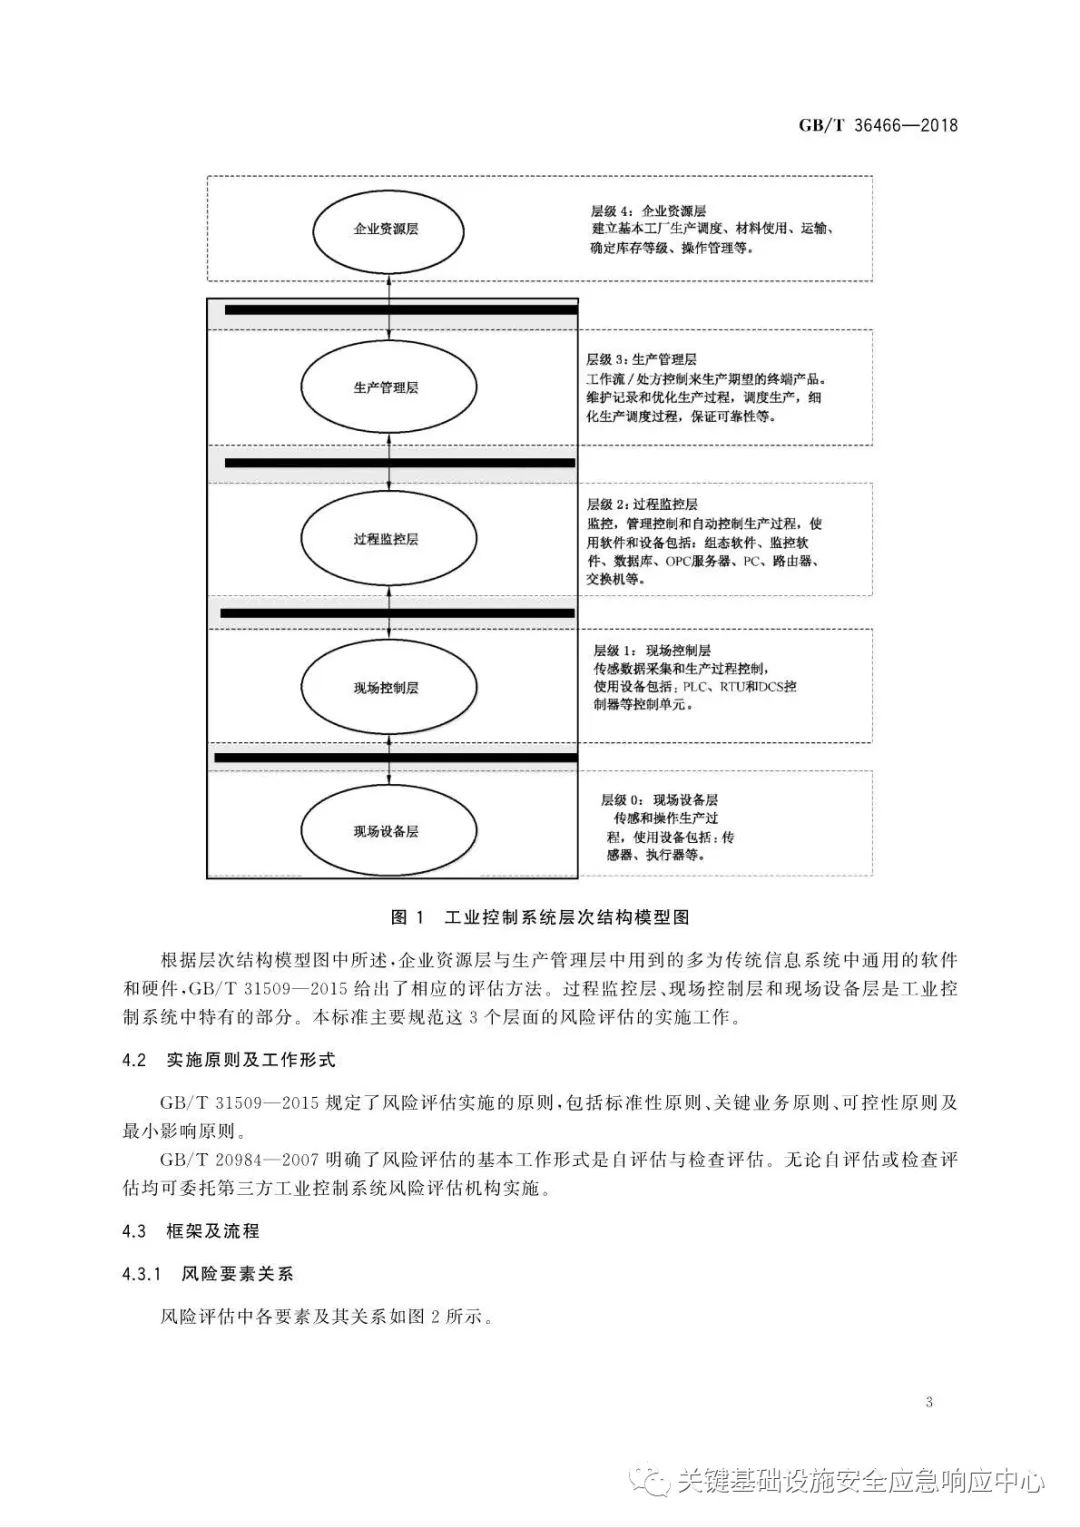 GB/T 36466—2018
企业资源层
层级 4：企业资源层
建立基本工厂生产调度、材料使用、运输、
确定库存等级、操作管理等。
生产管理层
层级 3：生产管理层
工作流/处方控制来生产期望的终端产品。
维护记录和优化生产过程，调度生产，细
化生产调度过程，保证可靠性等。
过程监控层
层级 2：过程监控层
监控，管理控制和自动控制生产过程，使
用软件和设备包括：组态软件、监控软
件、数据库、OPC服务器、PC、路由器、
交换机等。
现场控制层
层级 1：现场控制层
传感数据采集和生产过程控制，
使用设备包括：PLC、RTU和DCS控
制器等控制单元。
现场设备层
层级 0：现场设备层
传感和操作生产过
程，使用设备包括：传
感器、执行器等。
图 1 工业控制系统层次结构模型图
根据层次结构模型图中所述，企业资源层与生产管理层中用到的多为传统信息系统中通用的软件
和硬件，GB/T 31509—2015 给出了相应的评估方法。过程监控层、现场控制层和现场设备层是工业控
制系统中特有的部分。本标准主要规范这 3 个层面的风险评估的实施工作。
4.2 实施原则及工作形式
GB/T 31509—2015 规定了风险评估实施的原则，包括标准性原则、关键业务原则、可控性原则及
最小影响原则。
GB/T 20984—2007 明确了风险评估的基本工作形式是自评估与检查评估。无论自评估或检查评
估均可委托第三方工业控制系统风险评估机构实施。
4.3 框架及流程
4.3.1 风险要素关系
风险评估中各要素及其关系如图 2 所示。
3
关键基础设施安全应急响应中心